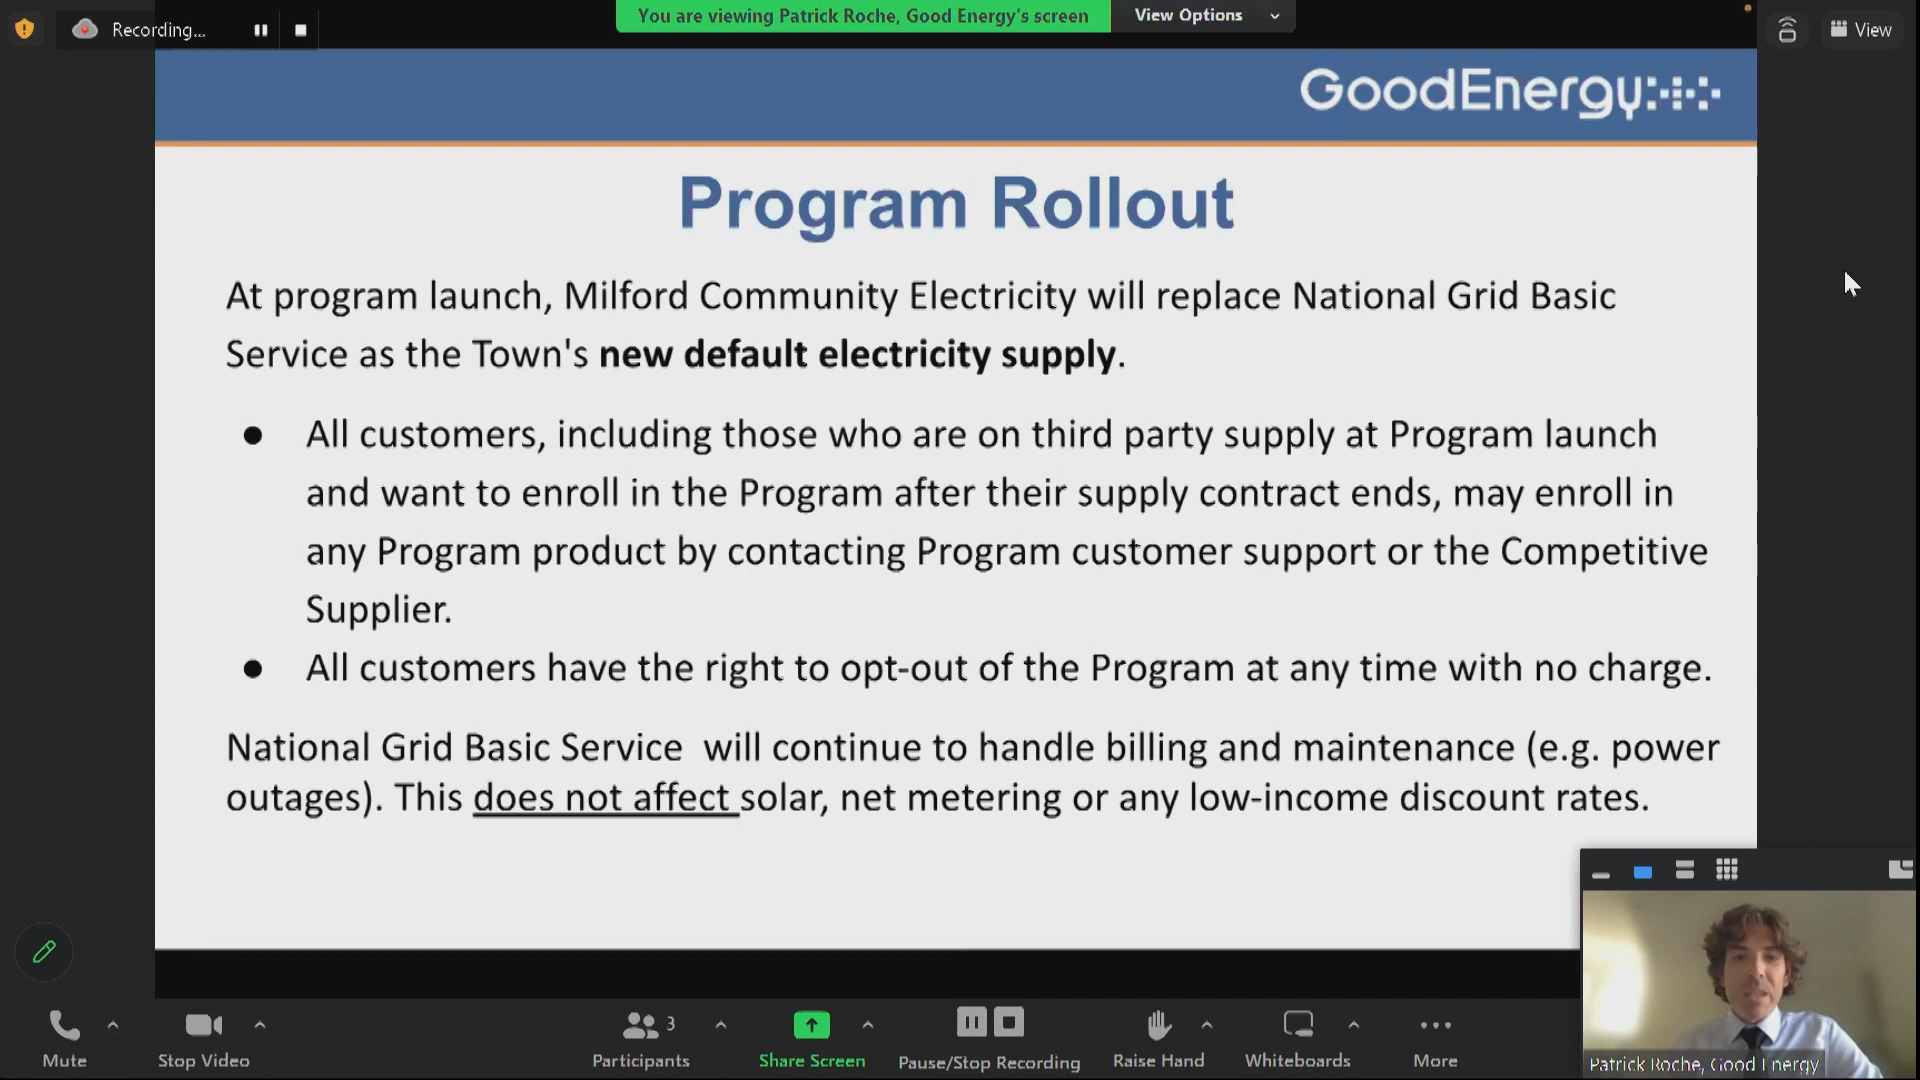 You are viewing Patrick Roche, Good Energy's screen
View Options
Recording...
View
GoodEnergy
Program Rollout
At program launch, Milford Community Electricity will replace National Grid Basic
Service as the Town's new default electricity supply.
● All customers, including those who are on third party supply at Program launch
and want to enroll in the Program after their supply contract ends, may enroll in
any Program product by contacting Program customer support or the Competitive
Supplier.
● All customers have the right to opt-out of the Program at any time with no charge.
National Grid Basic Service will continue to handle billing and maintenance (e.g. power
outages). This does not affect solar, net metering or any low-income discount rates.
3
Mute
Stop Video
Participants
Share Screen
Pause/Stop Recording
Raise Hand
Whiteboards
More
Patrick Roche, Good Energy